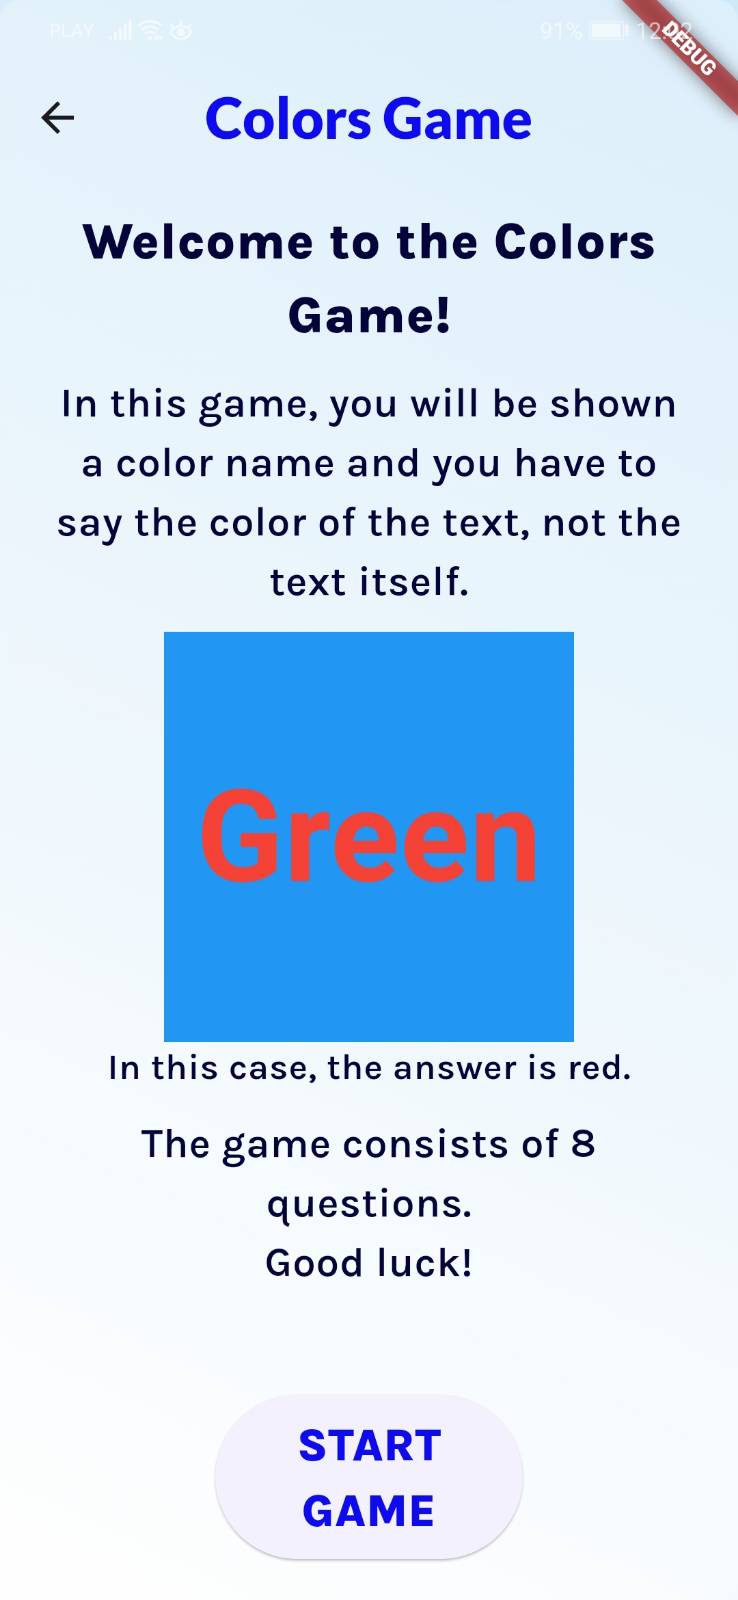 PLAY 91%
DEBUG
Colors Game
Welcome to the Colors
Game!
In this game, you will be shown
a color name and you have to
say the color of the text, not the
text itself.
Green
In this case, the answer is red.
The game consists of 8
questions.
Good luck!
START
GAME